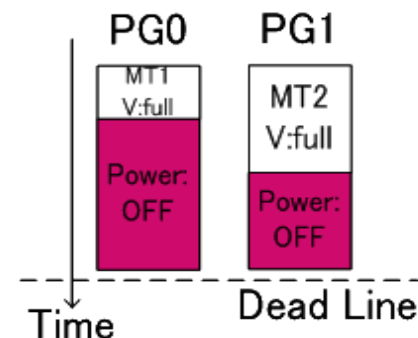 PG0 PG1
MT1
V:full
MT2
V:full
Power:
OFF
Power:
OFF
Dead Line
Time